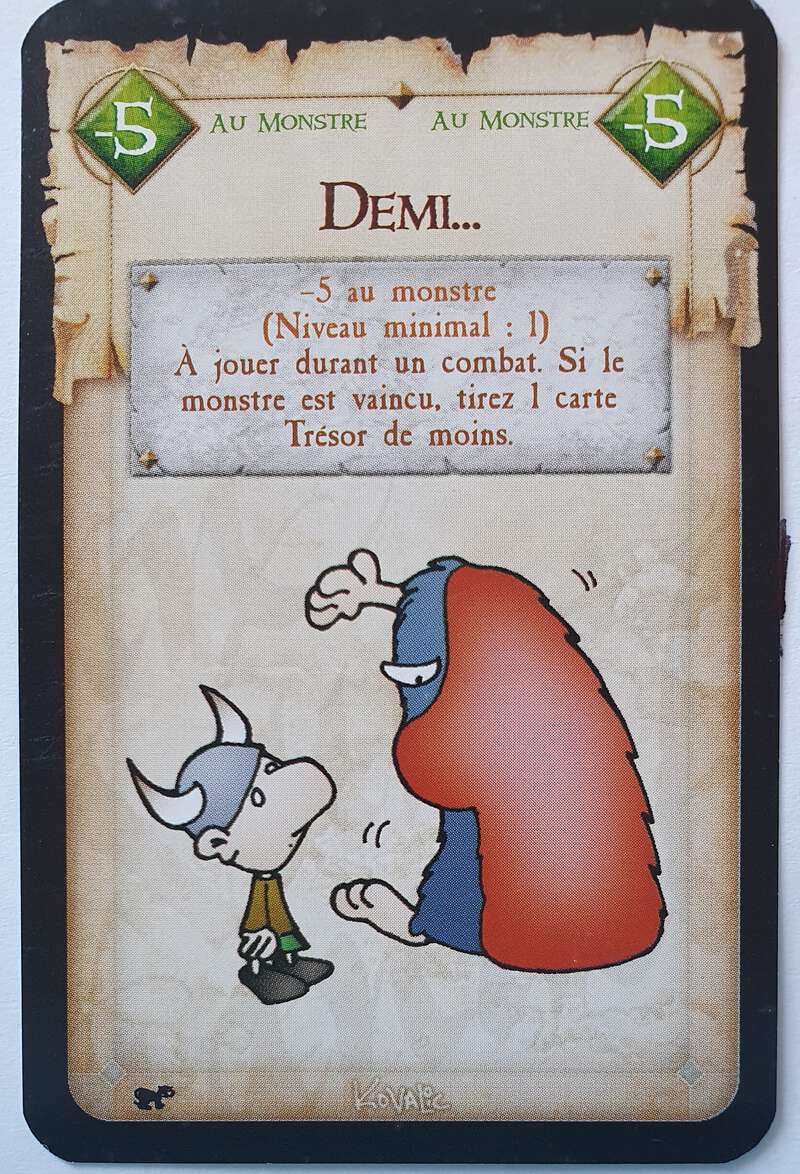 -5 Au Monstre Au Monstre -5
Demi...
-5 au monstre
(Niveau minimal : 1)
À jouer durant un combat. Si le
monstre est vaincu, tirez 1 carte
Trésor de moins.
Kovalic